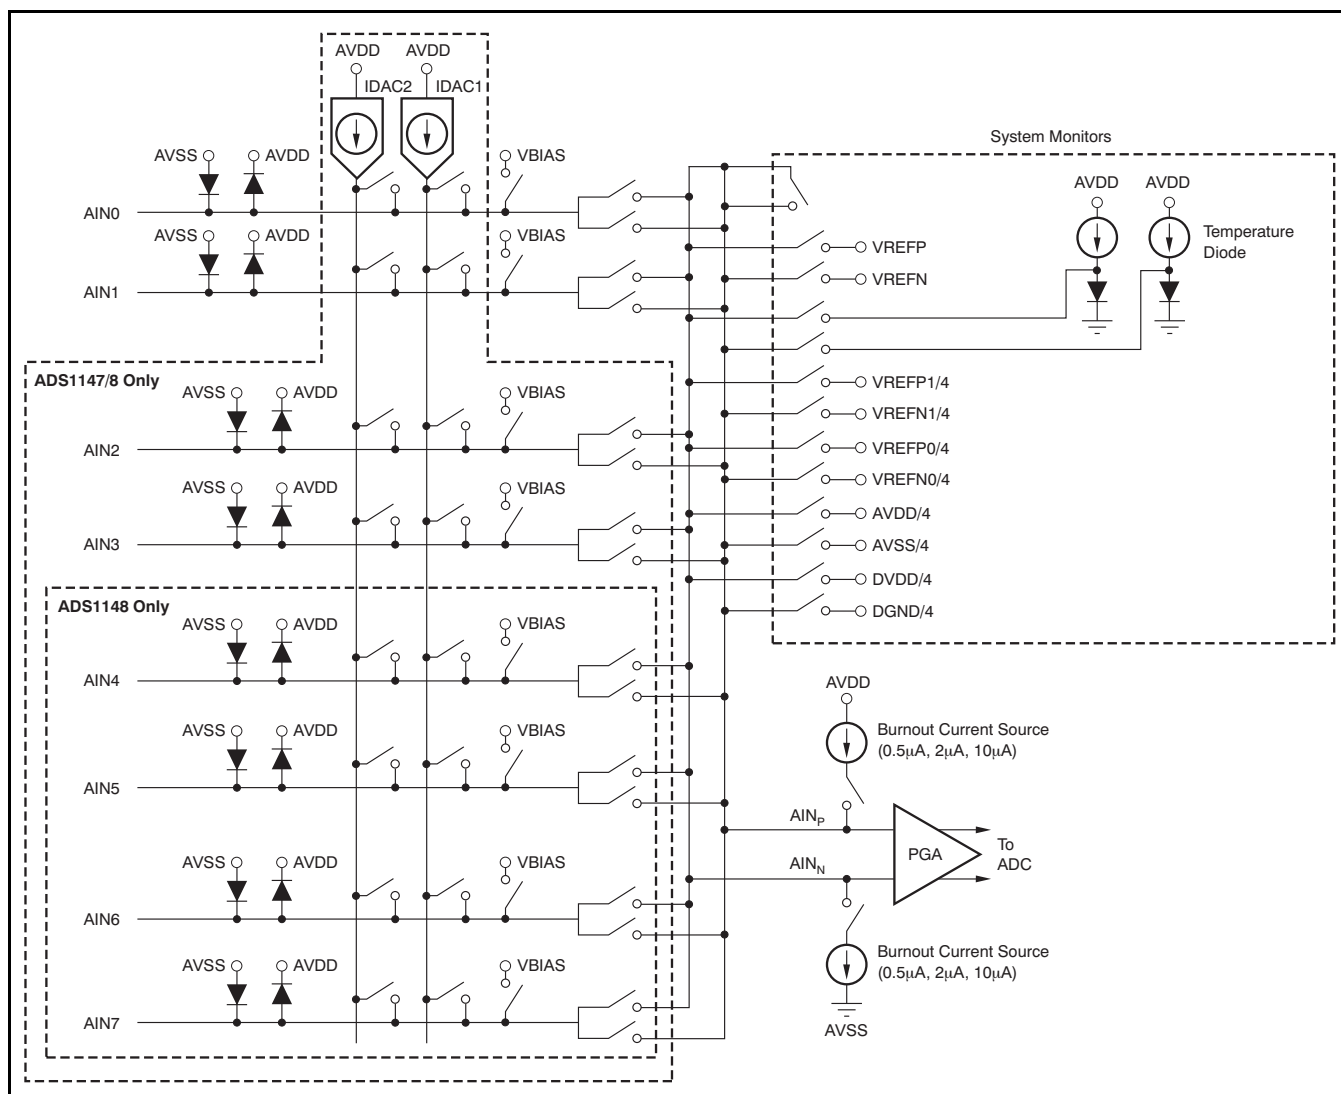 AVDD AVDD
IDAC2 IDAC1
System Monitors
AVSS AVDD VBIAS
AIN0
AVDD AVDD
Temperature
Diode
AVSS AVDD VBIAS
AIN1
VREFP
VREFN
ADS1147/8 Only
AVSS AVDD VBIAS
AIN2
VREFP1/4
VREFN1/4
VREFP0/4
VREFN0/4
AVSS AVDD VBIAS
AIN3
AVDD/4
AVSS/4
DVDD/4
DGND/4
ADS1148 Only
AVSS AVDD VBIAS
AIN4
AVSS AVDD VBIAS
AIN5
AVDD
Burnout Current Source
(0.5μA, 2μA, 10μA)
AINP
PGA
To
ADC
AINN
AVSS AVDD VBIAS
AIN6
AVSS AVDD VBIAS
AIN7
Burnout Current Source
(0.5μA, 2μA, 10μA)
AVSS